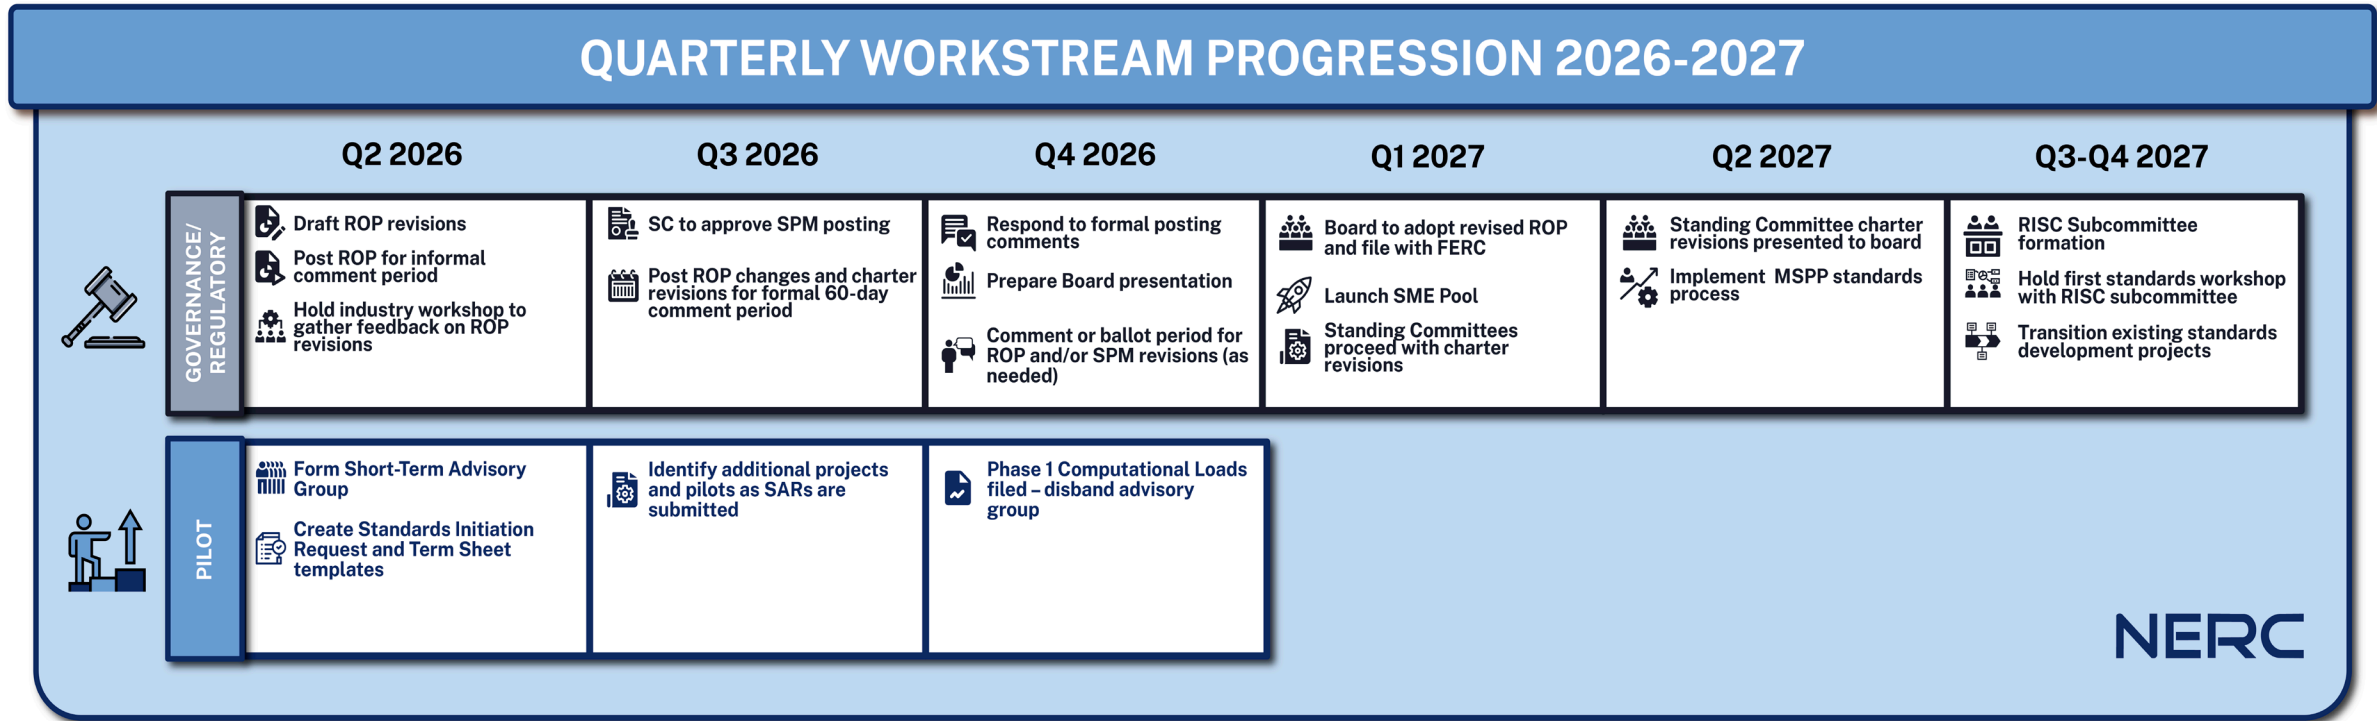 QUARTERLY WORKSTREAM PROGRESSION 2026-2027
Q2 2026
Q3 2026
Q4 2026
Q1 2027
Q2 2027
Q3-Q4 2027
GOVERNANCE/
REGULATORY
Draft ROP revisions
Post ROP for informal
comment period
Hold industry workshop to
gather feedback on ROP
revisions
SC to approve SPM posting
Post ROP changes and charter
revisions for formal 60-day
comment period
Respond to formal posting
comments
Prepare Board presentation
Comment or ballot period for
ROP and/or SPM revisions (as
needed)
Board to adopt revised ROP
and file with FERC
Launch SME Pool
Standing Committees
proceed with charter
revisions
Standing Committee charter
revisions presented to board
Implement MSPP standards
process
RISC Subcommittee
formation
Hold first standards workshop
with RISC subcommittee
Transition existing standards
development projects
PILOT
Form Short-Term Advisory
Group
Create Standards Initiation
Request and Term Sheet
templates
Identify additional projects
and pilots as SARs are
submitted
Phase 1 Computational Loads
filed – disband advisory
group
NERC